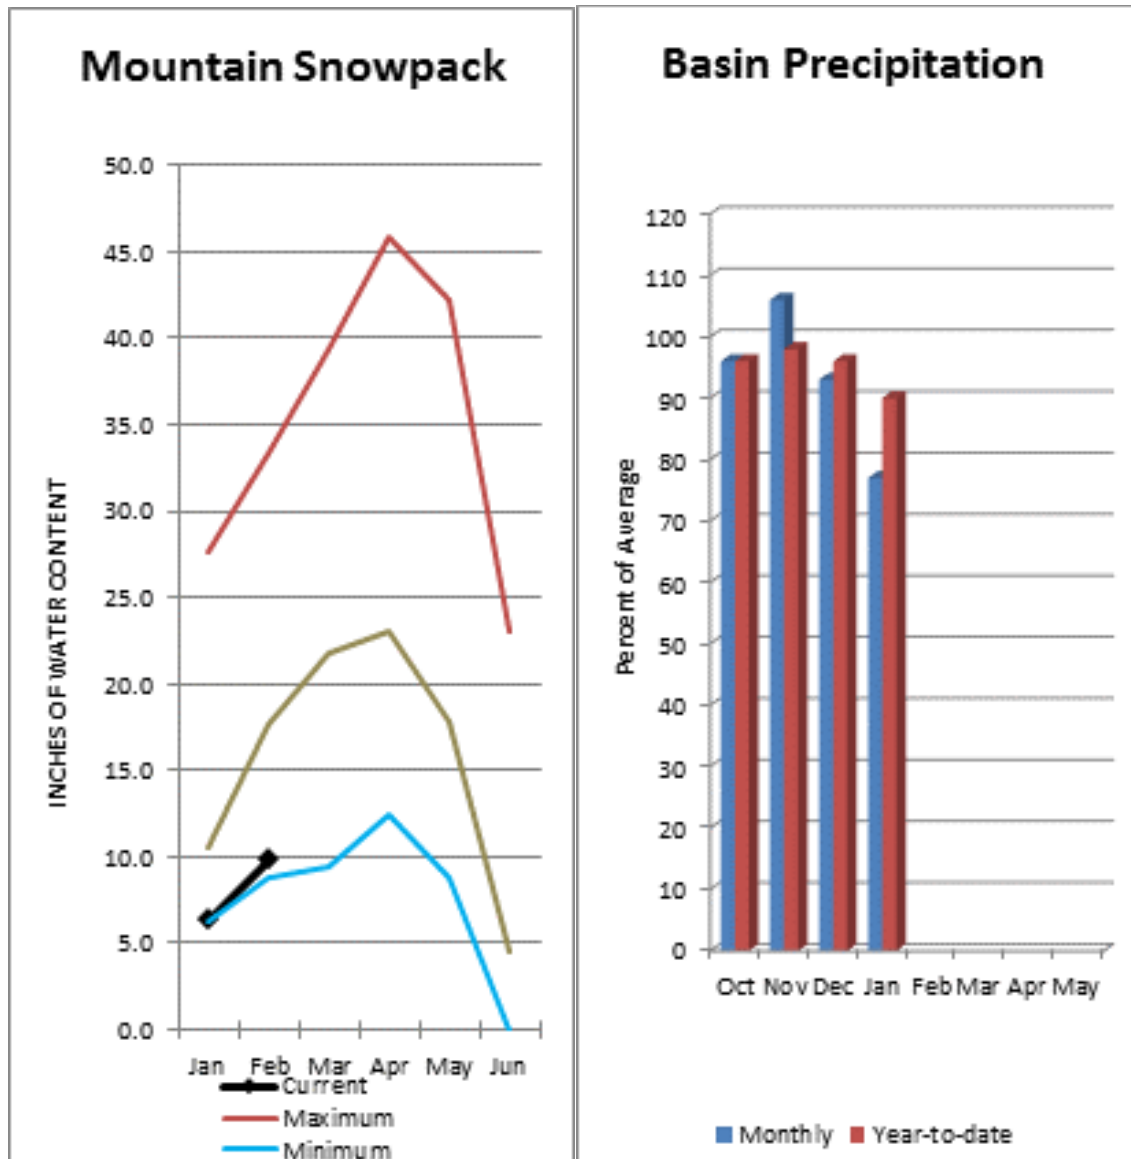 Mountain Snowpack
50.0
45.0
40.0
35.0
30.0
25.0
20.0
15.0
10.0
5.0
0.0
INCHES OF WATER CONTENT
Jan Feb Mar Apr May Jun
Current
Maximum
Minimum
Basin Precipitation
120
110
100
90
80
70
60
50
40
30
20
10
0
Percent of Average
Oct Nov Dec Jan Feb Mar Apr May
Monthly Year-to-date